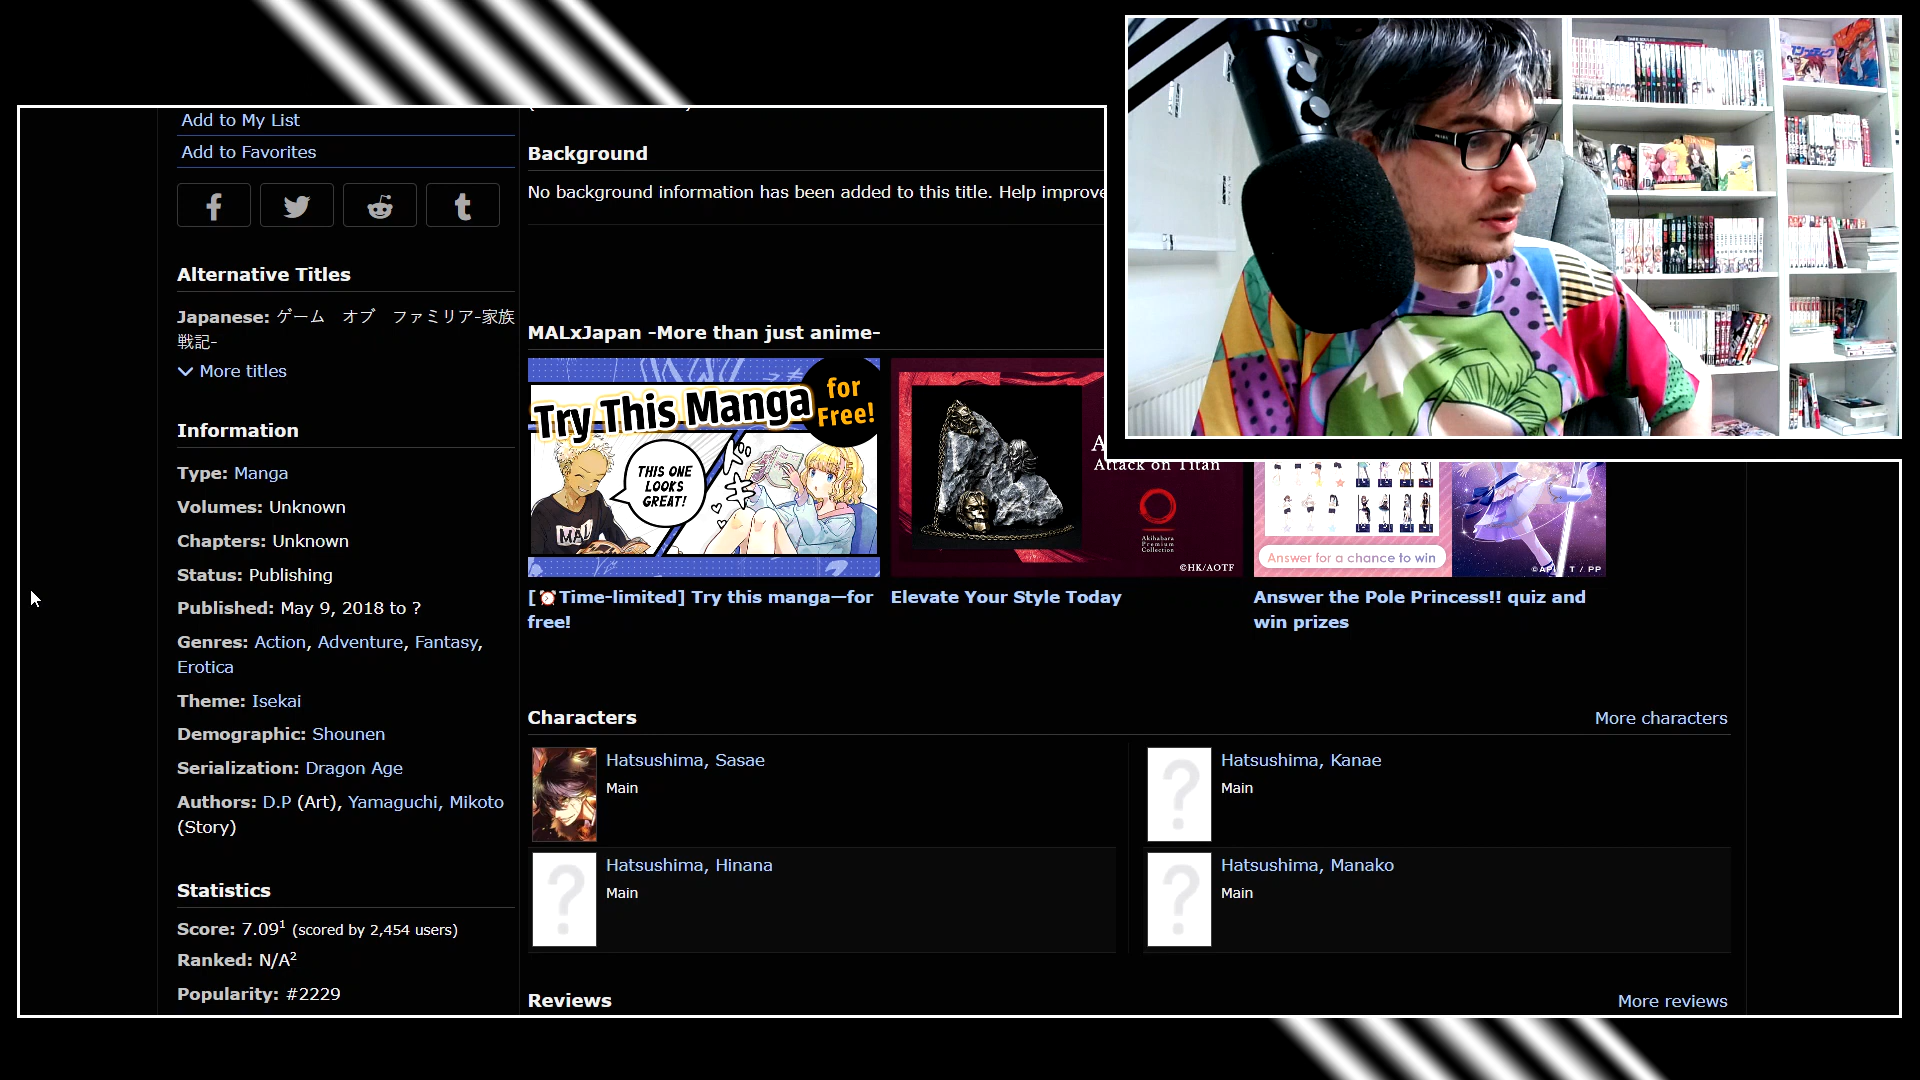 Add to My List
Add to Favorites
Alternative Titles
Japanese: ゲーム　オブ　ファミリア-家族
戦記-
More titles
Information
Type: Manga
Volumes: Unknown
Chapters: Unknown
Status: Publishing
Published: May 9, 2018 to ?
Genres: Action, Adventure, Fantasy,
Erotica
Theme: Isekai
Demographic: Shounen
Serialization: Dragon Age
Authors: D.P (Art), Yamaguchi, Mikoto
(Story)
Statistics
Score: 7.09¹ (scored by 2,454 users)
Ranked: N/A²
Popularity: #2229
Background
No background information has been added to this title. Help improve
MALxJapan -More than just anime-
Try This Manga
for
Free!
THIS ONE
LOOKS
GREAT!
MAL
A
Attack on Titan
Akihabara
Premium
Collection
©HK/AOTF
Answer for a chance to win
[⏰Time-limited] Try this manga—for
free!
Elevate Your Style Today
Answer the Pole Princess!! quiz and
win prizes
Characters
More characters
Hatsushima, Sasae
Main
Hatsushima, Kanae
Main
Hatsushima, Hinana
Main
Hatsushima, Manako
Main
Reviews
More reviews